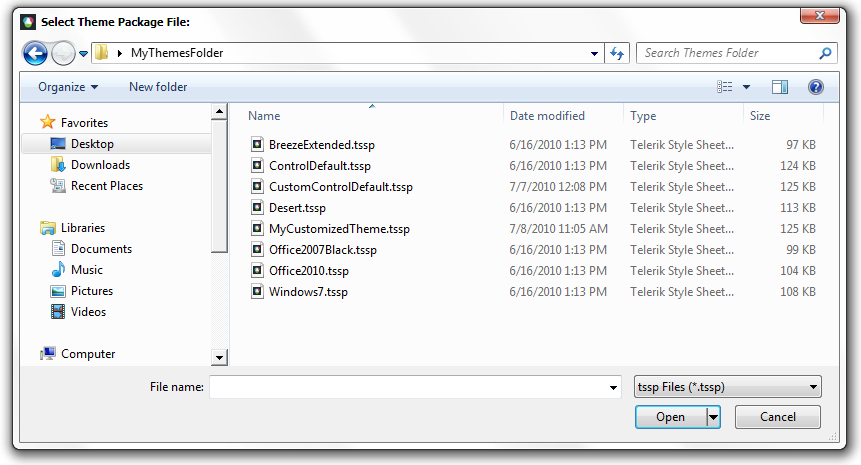 Select Theme Package File:
MyThemesFolder Search Themes Folder
Organize New folder
Favorites
Desktop
Downloads
Recent Places
Libraries
Documents
Music
Pictures
Videos
Computer
Name Date modified Type Size
BreezeExtended.tssp 6/16/2010 1:13 PM Telerik Style Sheet... 97 KB
ControlDefault.tssp 6/16/2010 1:13 PM Telerik Style Sheet... 124 KB
CustomControlDefault.tssp 7/7/2010 12:08 PM Telerik Style Sheet... 125 KB
Desert.tssp 6/16/2010 1:13 PM Telerik Style Sheet... 113 KB
MyCustomizedTheme.tssp 7/8/2010 11:05 AM Telerik Style Sheet... 125 KB
Office2007Black.tssp 6/16/2010 1:13 PM Telerik Style Sheet... 99 KB
Office2010.tssp 6/16/2010 1:13 PM Telerik Style Sheet... 104 KB
Windows7.tssp 6/16/2010 1:13 PM Telerik Style Sheet... 108 KB
File name: tssp Files (*.tssp)
Open Cancel